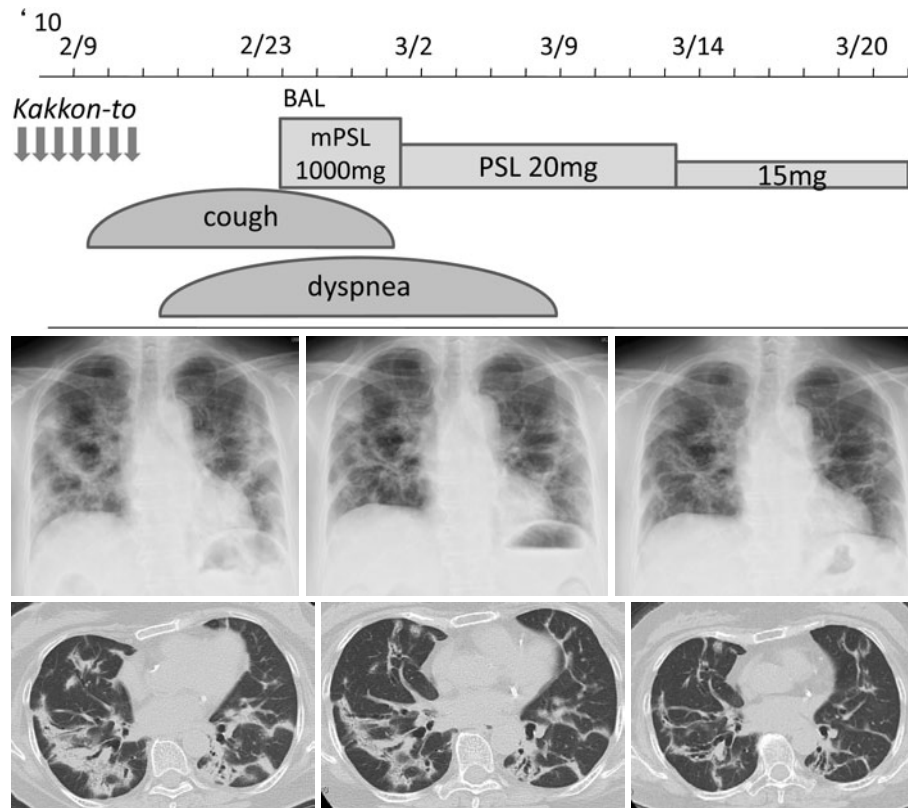 ‘ 10
2/9 2/23 3/2 3/9 3/14 3/20
Kakkon-to
BAL
mPSL
1000mg
PSL 20mg
15mg
cough
dyspnea